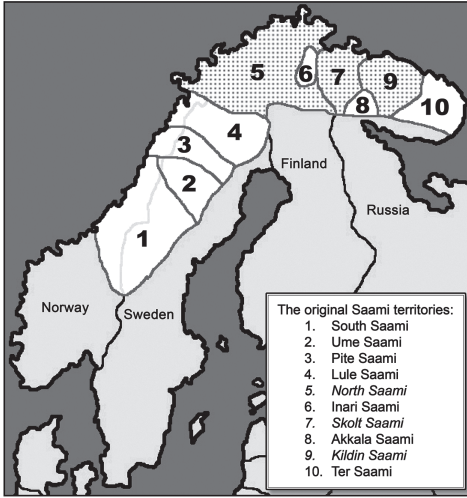 5
6
7
9
8
10
4
3
2
1
Finland
Russia
Norway
Sweden
The original Saami territories:
1. South Saami
2. Ume Saami
3. Pite Saami
4. Lule Saami
5. North Saami
6. Inari Saami
7. Skolt Saami
8. Akkala Saami
9. Kildin Saami
10. Ter Saami